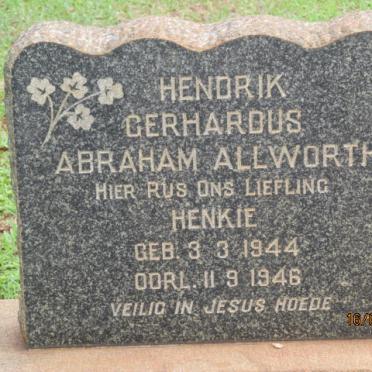 HENDRIK
GERHARDUS
ABRAHAM ALLWORTH
HIER RUS ONS LIEFLING
HENKIE
GEB. 3 3 1944
OORL. 11 9 1946
VEILIG IN JESUS HOEDE
16/